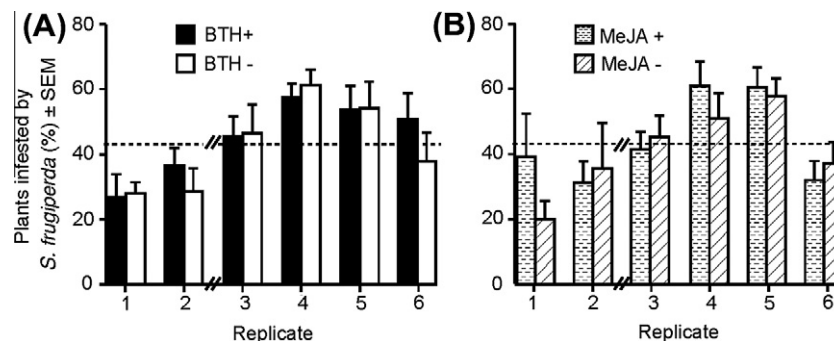 (A)
BTH+
BTH -
Plants infested by
S. frugiperda (%) ± SEM
80
60
40
20
0
1 2 3 4 5 6
Replicate
(B)
MeJA +
MeJA -
80
60
40
20
0
1 2 3 4 5 6
Replicate